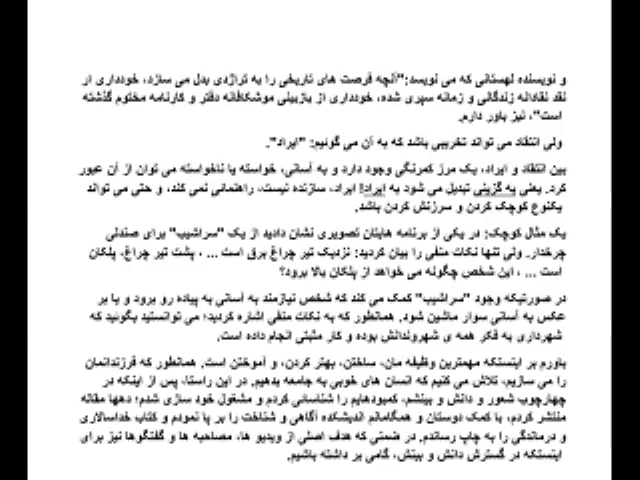 و نویسنده لهستانی که می نویسد:"آنچه فرصت های تاریخی را به تراژدی بدل می سازد، خودداری از
نقد نقادانه زندگانی و زمانه سپری شده، خودداری از بازبینی موشکافانه دفتر و کارنامه مختوم گذشته
است"، نیز باور دارم.
ولی انتقاد می تواند تخریبی باشد که به آن می گوئیم: "ایراد".
بین انتقاد و ایراد، یک مرز کمرنگی وجود دارد و به آسانی، خواسته یا ناخواسته می توان از آن عبور
کرد. یعنی به گزینی تبدیل می شود به ایراد! ایراد، سازنده نیست، راهنمائی نمی کند، و حتی می تواند
یکنوع کوچک کردن و سرزنش کردن باشد.
یک مثال کوچک: در یکی از برنامه هایتان تصویری نشان دادید از یک "سراشیب" برای صندلی
چرکدار. ولی تنها نکات منفی را بیان کردید: نزدیک تیر چراغ برق است ... ، پشت تیر چراغ، پلکان
است ... ، این شخص چگونه می خواهد از پلکان بالا برود؟
در صورتیکه وجود "سراشیب" کمک می کند که شخص نیازمند به آسانی به پیاده رو برود و یا بر
عکس به آسانی سوار ماشین شود. همانطور که به نکات منفی اشاره کردید؛ می توانستید بگوئید که
شهرداری به فکر همه ی شهروندانش بوده و کار مثبتی انجام داده است.
باورم بر اینستکه مهمترین وظیفه مان، ساختن، بهتر کردن، و آموختن است. همانطور که فرزندانمان
را می سازیم، تلاش می کنیم که انسان های خوبی به جامعه بدهیم. در این راستا، پس از اینکه در
چهارچوب شعور و دانش و بینشم، کمبودهایم را شناسائی کردم و مشغول خود سازی شدم؛ دهها مقاله
منتشر کردم، با کمک دوستان و همگامانم اندیشکده آگاهی و شناخت را بر پا نمودم و کتاب خداسالاری
و درماندگی را به چاپ رساندم. در ضمنی که هدف اصلی از ویدیو ها، مصاحبه ها و گفتگوها نیز برای
اینستکه در گسترش دانش و بینش، گامی بر داشته باشیم.